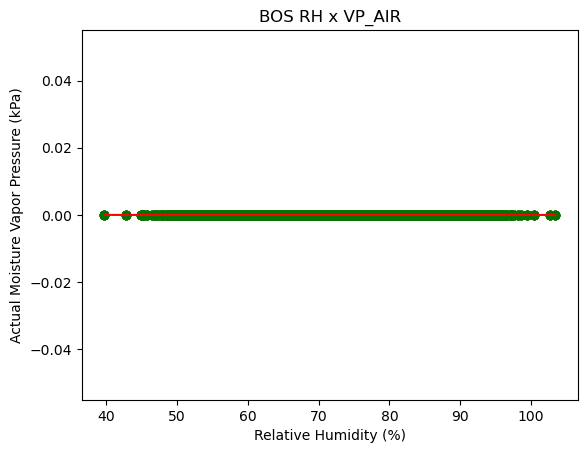 BOS RH x VP_AIR
Actual Moisture Vapor Pressure (kPa)
0.04
0.02
0.00
−0.02
−0.04
40 50 60 70 80 90 100
Relative Humidity (%)